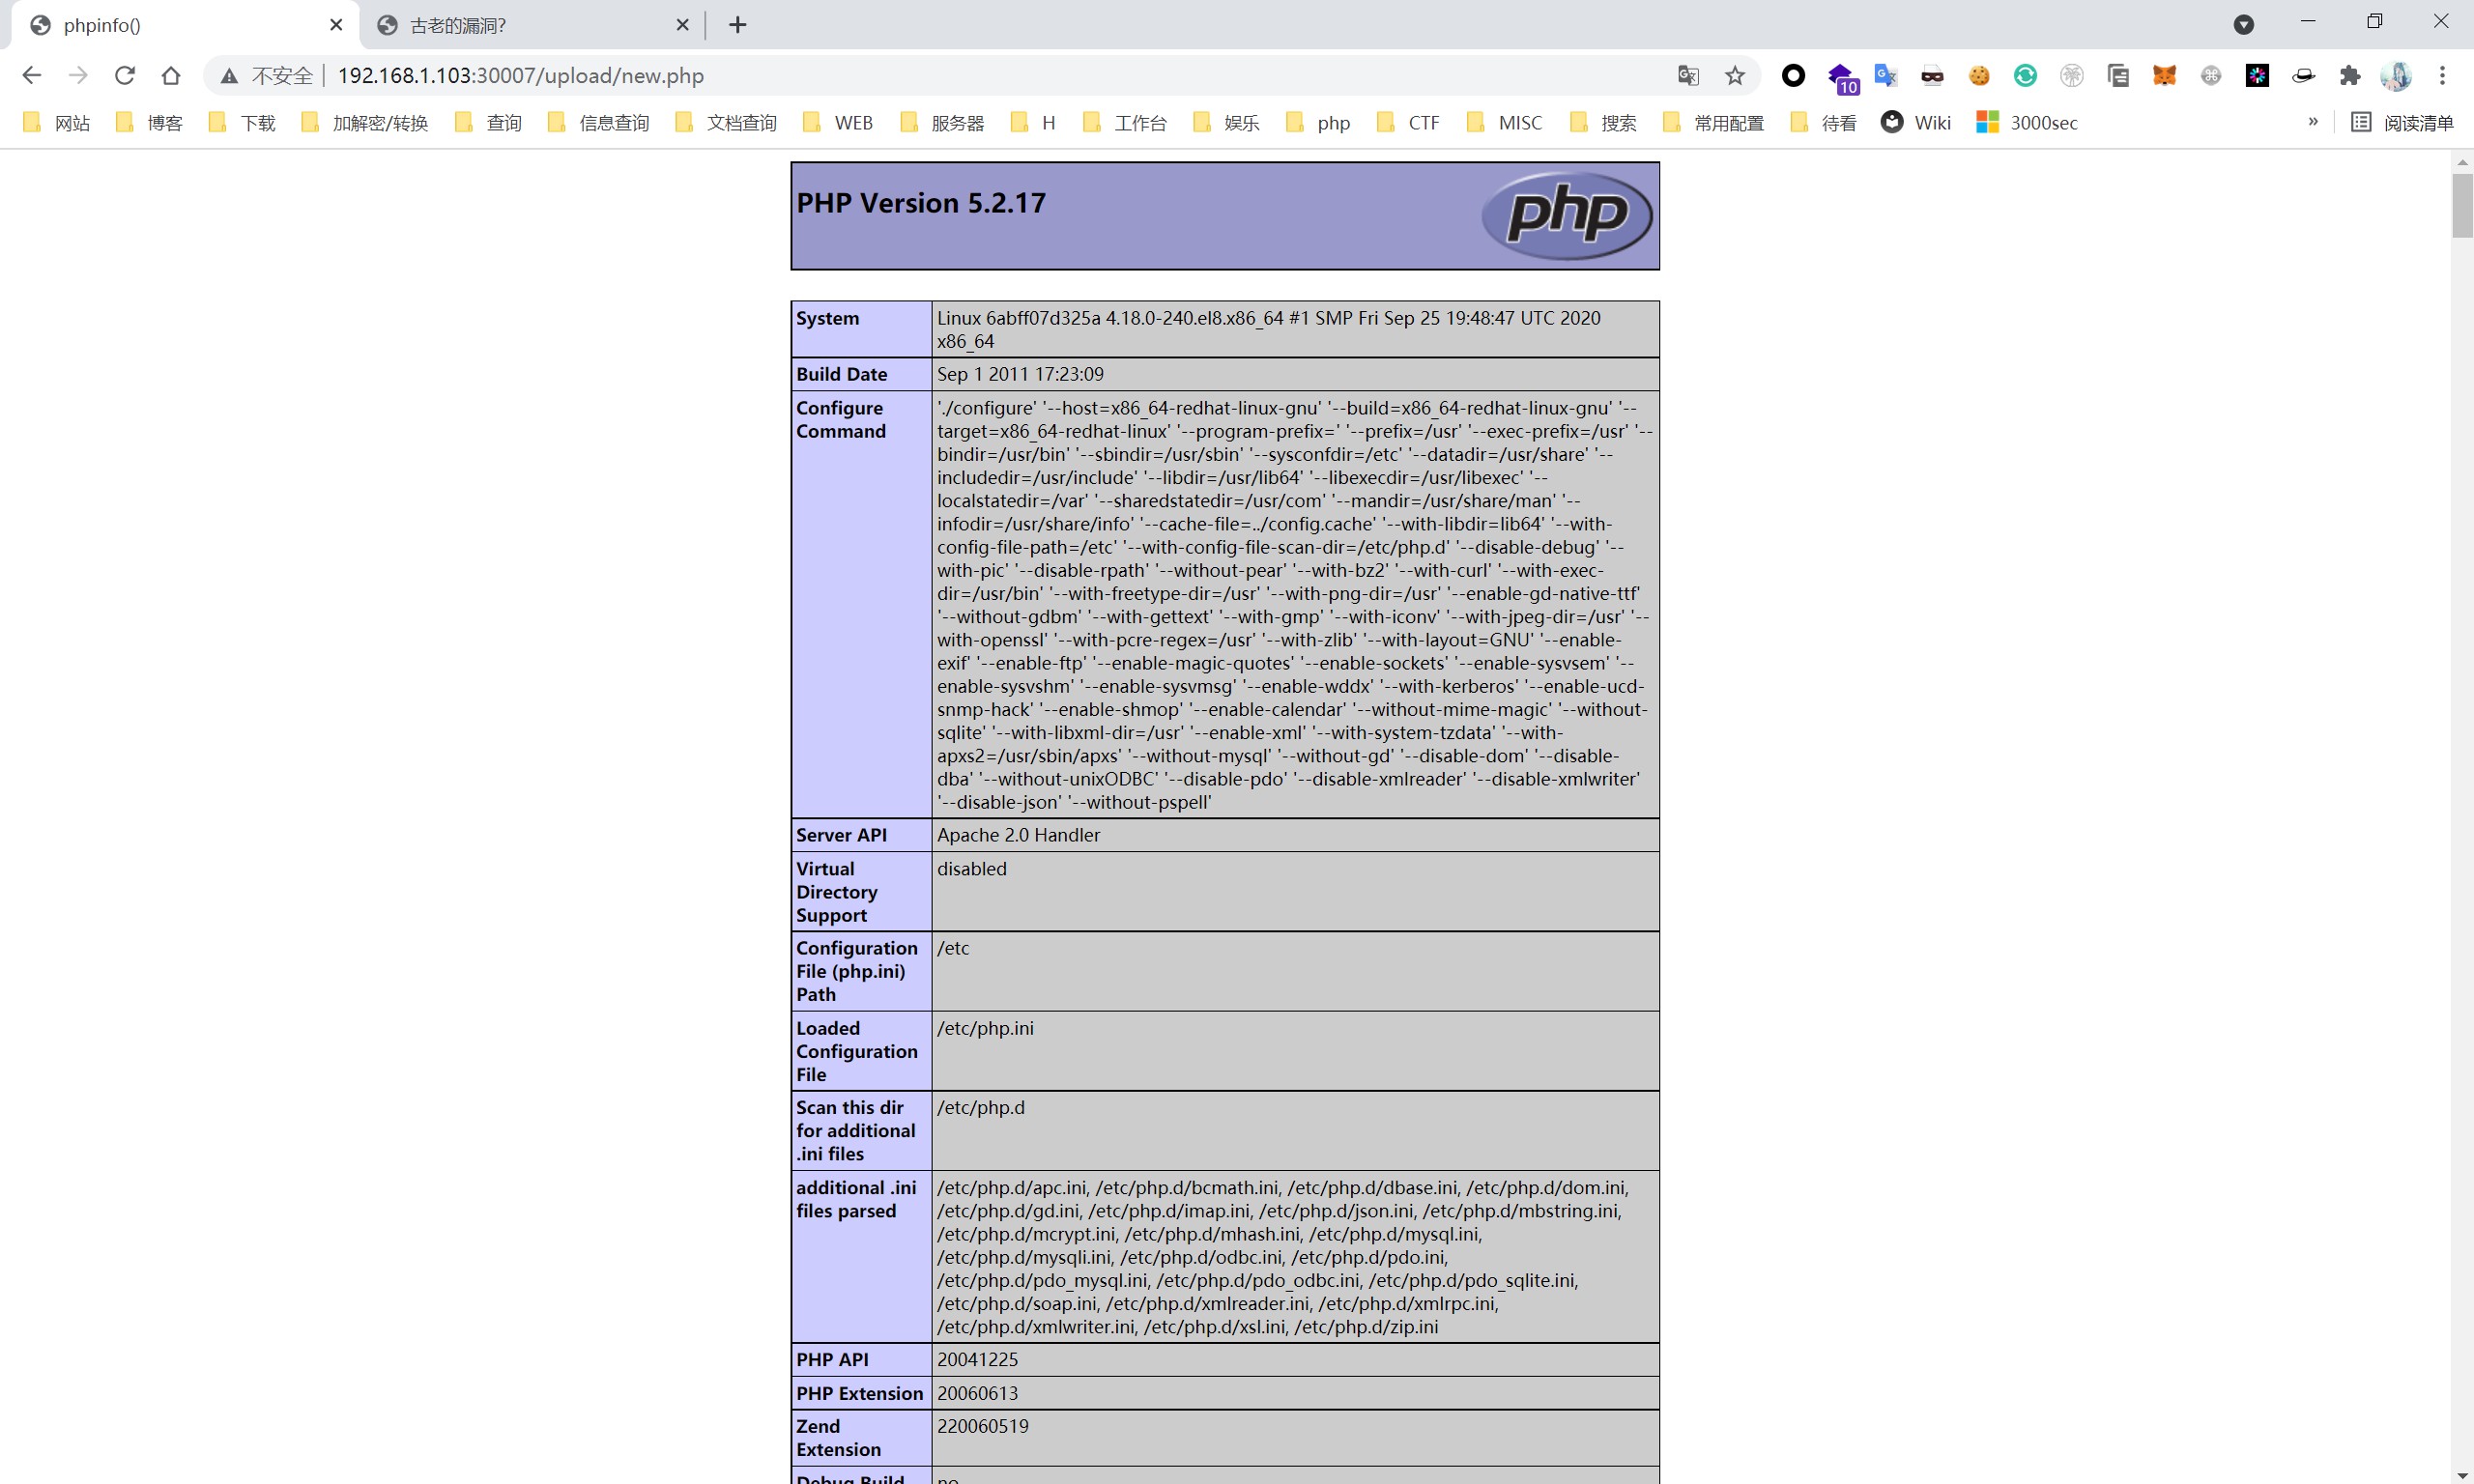 phpinfo()
古老的漏洞?
不安全
192.168.1.103:30007/upload/new.php
10
网站
博客
下载
加解密/转换
查询
信息查询
文档查询
WEB
服务器
H
工作台
娱乐
php
CTF
MISC
搜索
常用配置
待看
Wiki
3000sec
»
阅读清单
PHP Version 5.2.17
php
System
Linux 6abff07d325a 4.18.0-240.el8.x86_64 #1 SMP Fri Sep 25 19:48:47 UTC 2020
x86_64
Build Date
Sep 1 2011 17:23:09
Configure
Command
'./configure' '--host=x86_64-redhat-linux-gnu' '--build=x86_64-redhat-linux-gnu' '--
target=x86_64-redhat-linux' '--program-prefix=' '--prefix=/usr' '--exec-prefix=/usr' '--
bindir=/usr/bin' '--sbindir=/usr/sbin' '--sysconfdir=/etc' '--datadir=/usr/share' '--
includedir=/usr/include' '--libdir=/usr/lib64' '--libexecdir=/usr/libexec' '--
localstatedir=/var' '--sharedstatedir=/usr/com' '--mandir=/usr/share/man' '--
infodir=/usr/share/info' '--cache-file=../config.cache' '--with-libdir=lib64' '--with-
config-file-path=/etc' '--with-config-file-scan-dir=/etc/php.d' '--disable-debug' '--
with-pic' '--disable-rpath' '--without-pear' '--with-bz2' '--with-curl' '--with-exec-
dir=/usr/bin' '--with-freetype-dir=/usr' '--with-png-dir=/usr' '--enable-gd-native-ttf'
'--without-gdbm' '--with-gettext' '--with-gmp' '--with-iconv' '--with-jpeg-dir=/usr' '--
with-openssl' '--with-pcre-regex=/usr' '--with-zlib' '--with-layout=GNU' '--enable-
exif' '--enable-ftp' '--enable-magic-quotes' '--enable-sockets' '--enable-sysvsem' '--
enable-sysvshm' '--enable-sysvmsg' '--enable-wddx' '--with-kerberos' '--enable-ucd-
snmp-hack' '--enable-shmop' '--enable-calendar' '--without-mime-magic' '--without-
sqlite' '--with-libxml-dir=/usr' '--enable-xml' '--with-system-tzdata' '--with-
apxs2=/usr/sbin/apxs' '--without-mysql' '--without-gd' '--disable-dom' '--disable-
dba' '--without-unixODBC' '--disable-pdo' '--disable-xmlreader' '--disable-xmlwriter'
'--disable-json' '--without-pspell'
Server API
Apache 2.0 Handler
Virtual
Directory
Support
disabled
Configuration
File (php.ini)
Path
/etc
Loaded
Configuration
File
/etc/php.ini
Scan this dir
for additional
.ini files
/etc/php.d
additional .ini
files parsed
/etc/php.d/apc.ini, /etc/php.d/bcmath.ini, /etc/php.d/dbase.ini, /etc/php.d/dom.ini,
/etc/php.d/gd.ini, /etc/php.d/imap.ini, /etc/php.d/json.ini, /etc/php.d/mbstring.ini,
/etc/php.d/mcrypt.ini, /etc/php.d/mhash.ini, /etc/php.d/mysql.ini,
/etc/php.d/mysqli.ini, /etc/php.d/odbc.ini, /etc/php.d/pdo.ini,
/etc/php.d/pdo_mysql.ini, /etc/php.d/pdo_odbc.ini, /etc/php.d/pdo_sqlite.ini,
/etc/php.d/soap.ini, /etc/php.d/xmlreader.ini, /etc/php.d/xmlrpc.ini,
/etc/php.d/xmlwriter.ini, /etc/php.d/xsl.ini, /etc/php.d/zip.ini
PHP API
20041225
PHP Extension
20060613
Zend
Extension
220060519
Debug Build
no